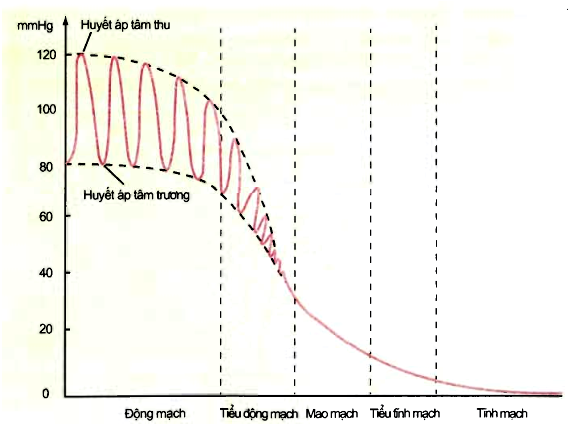 mmHg
Huyết áp tâm thu
120
100
80
Huyết áp tâm trương
60
40
20
0
Động mạch
Tiểu động mạch
Mao mạch
Tiểu tĩnh mạch
Tĩnh mạch